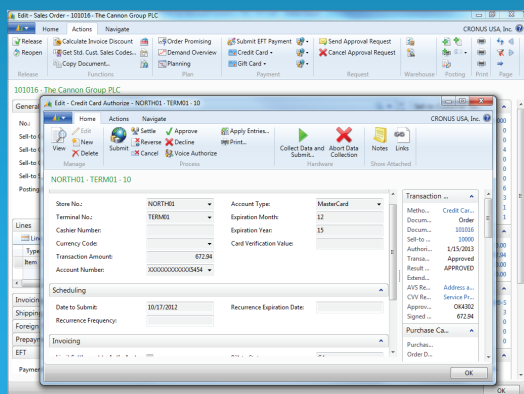 Edit - Sales Order - 101016 - The Cannon Group PLC
Home Actions Navigate CRONUS USA, Inc.
Release Calculate Invoice Discount Order Promising Submit EFT Payment Send Approval Request
Reopen Get Std. Cust. Sales Codes... Demand Overview Credit Card Cancel Approval Request
Copy Document... Planning Gift Card
Release Functions Plan Payment Request Warehouse Posting Print Page
101016 - The Cannon Group PLC
General
No.:
Sell-to C
Sell-to C
Sell-to C
Sell-to S
Posting
Lines
Line
Type
Item
Invoicin
Shipping
Foreign
Prepaym
EFT
Paymen
Edit - Credit Card Authorize - NORTH01 - TERM01 - 10
Home Actions Navigate CRONUS USA, Inc.
View Edit New Delete
Manage
Submit Settle Approve Apply Entries...
Reverse Decline Print...
Cancel Voice Authorize
Process
Collect Data and Submit... Abort Data Collection
Hardware
Notes Links
Show Attached
NORTH01 - TERM01 - 10
Store No.: NORTH01 Account Type: MasterCard
Terminal No.: TERM01 Expiration Month: 12
Cashier Number: Expiration Year: 15
Currency Code: Card Verification Value:
Transaction Amount: 672.94
Account Number: XXXXXXXXXXXX5454
Scheduling
Date to Submit: 10/17/2012 Recurrence Expiration Date:
Recurrence Frequency:
Invoicing
Transaction ...
Metho... Credit Car...
Docum... Order
Docum... 101016
Sell-to ... 10000
Authori... 1/15/2013
Transa... Approved
Result ... APPROVED
Extend...
AVS Re... Address a...
CVV Re... Service Pr...
Approv... OK4302
Signed ... 672.94
Purchase Ca...
Purchas...
Order D...
OK
OK